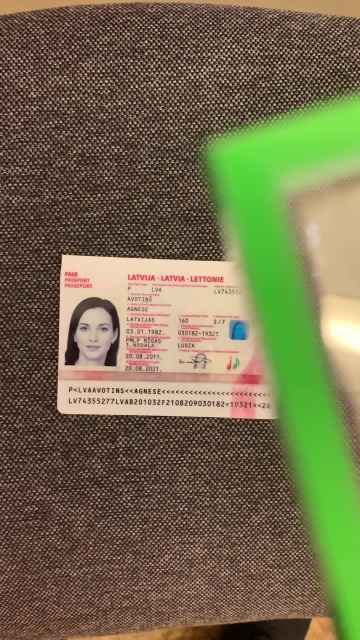 PASE
PASSPORT
PASSEPORT
LATVIJA - LATVIA - LETTONIE
P LVA LV74355
AVOTIŅŠ
AGNESE
LATVIJAS 160 S/F
03.01.1982. 030182-19321
PMLP RĪGAS LUDZA
1.NODAĻA
20.08.2011.
20.08.2021.
P<LVAAVOTINS<<AGNESE<<<<<<<<<<<<<<<<<<<<<
LV74355277LVA8201032F2108209030182<19321<<26